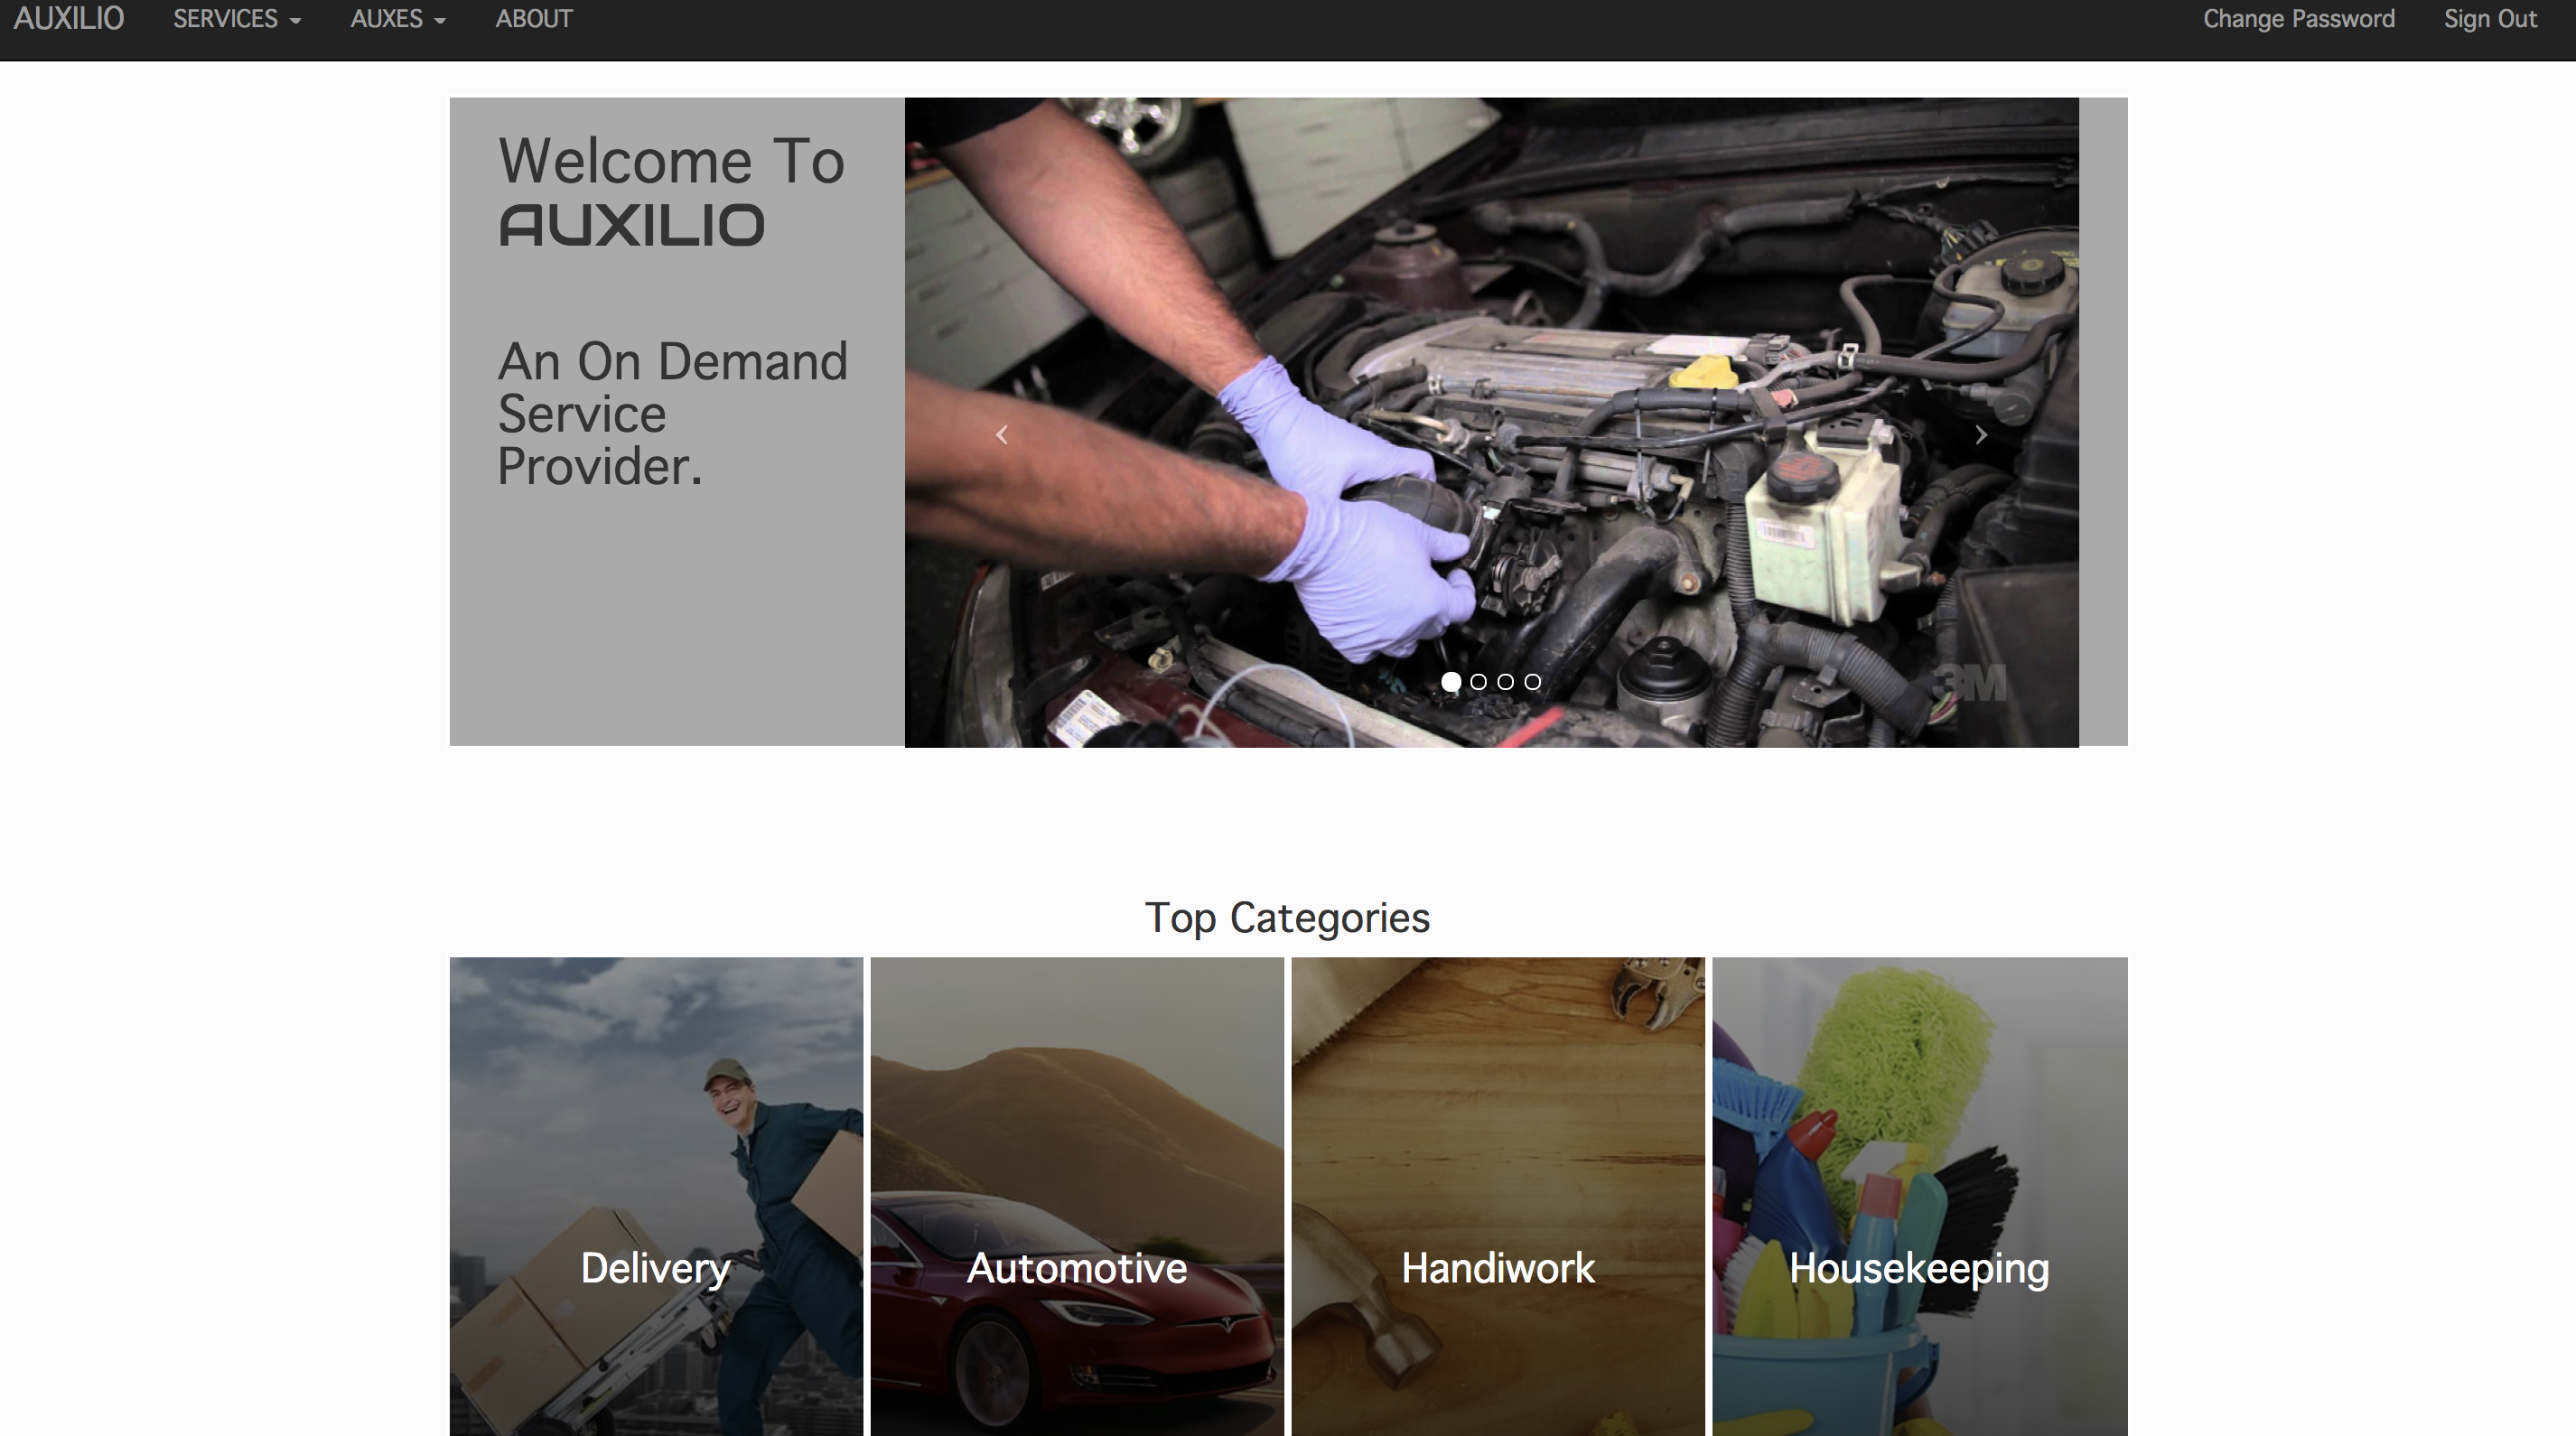 AUXILIO SERVICES AUXES ABOUT Change Password Sign Out
Welcome To
AUXILIO
An On Demand
Service
Provider.
3M
Top Categories
Delivery Automotive Handiwork Housekeeping